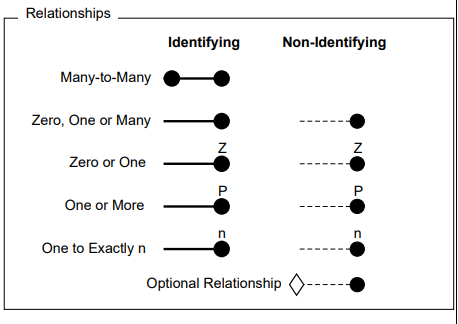 Relationships
Identifying Non-Identifying
Many-to-Many
Zero, One or Many
Z Z
Zero or One
P P
One or More
n n
One to Exactly n
Optional Relationship